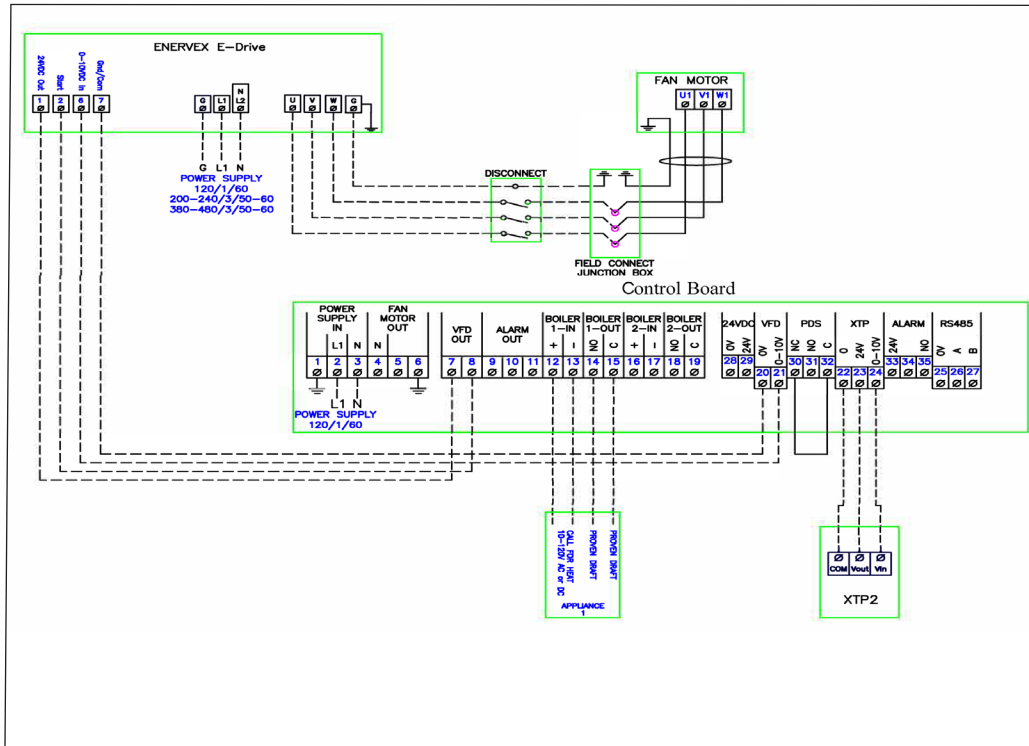 ENERVEX E-Drive
24VDC Out
Start
0-10VDC In
Gnd/Com
1 2 6 7
G L1 N L2
U V W G
G L1 N
POWER SUPPLY
120/1/60
200-240/3/50-60
380-480/3/50-60
FAN MOTOR
U1 V1 W1
DISCONNECT
FIELD CONNECT
JUNCTION BOX
Control Board
POWER SUPPLY IN
L1 N
FAN MOTOR OUT
N
VFD OUT
ALARM OUT
BOILER 1-IN
+ -
BOILER 1-OUT
NO C
BOILER 2-IN
+ -
BOILER 2-OUT
NO C
24VDC
0V 24V
VFD
0V 0-10V
PDS
NC NO C
XTP
0 24V 0-10V
ALARM
24V NO
RS485
0V A B
1 2 3 4 5 6 7 8 9 10 11 12 13 14 15 16 17 18 19
28 29 20 21 30 31 32 22 23 24 33 34 35 25 26 27
L1 N
POWER SUPPLY
120/1/60
10-120V AC or DC
CALL FOR HEAT
PROVEN DRAFT
PROVEN DRAFT
APPLIANCE
1
COM Vout Vin
XTP2